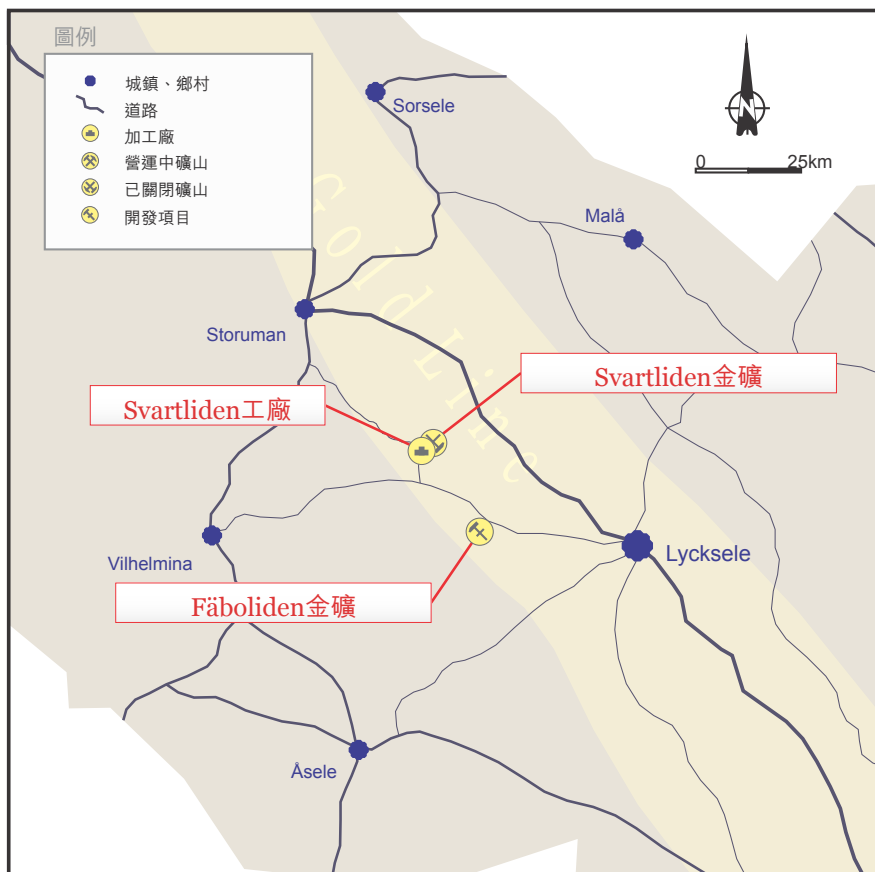 圖例
城鎮、鄉村
道路
加工廠
營運中礦山
已關閉礦山
開發項目
Sorsele
N
0 25km
Malå
Gold Line
Storuman
Svartliden金礦
Svartliden工廠
Vilhelmina
Lycksele
Fäboliden金礦
Åsele